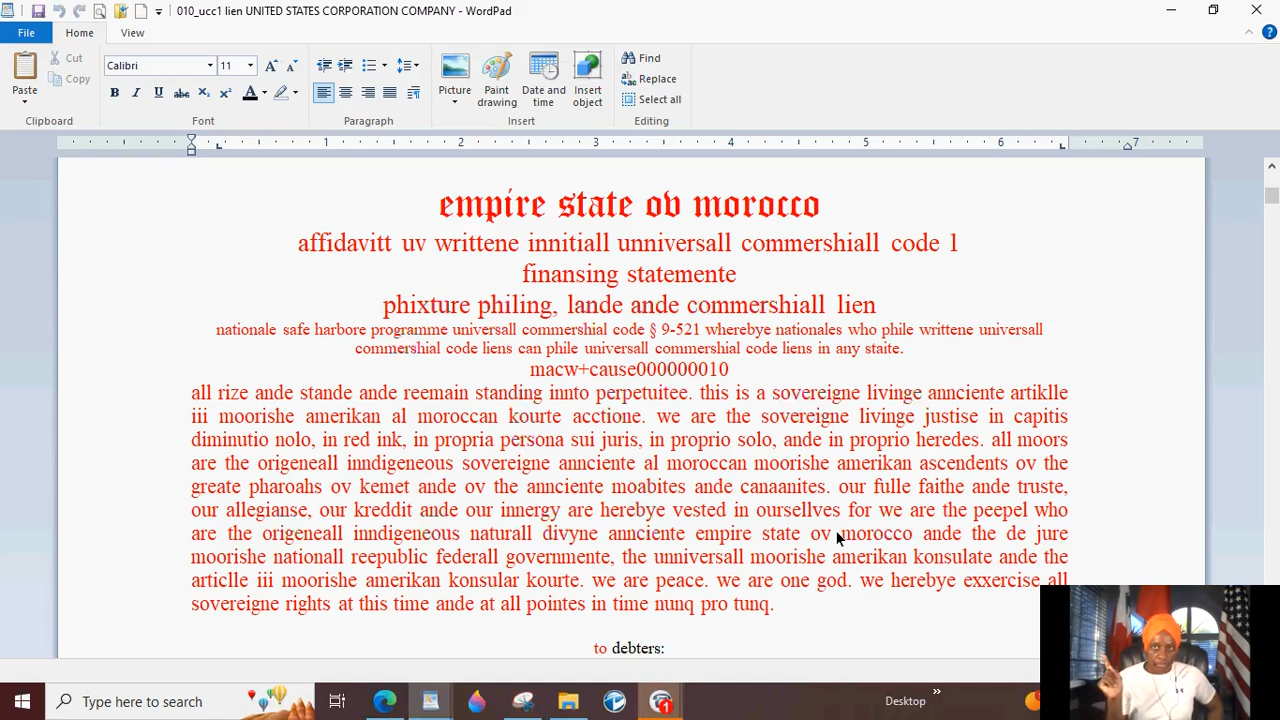 010_ucc1 lien UNITED STATES CORPORATION COMPANY - WordPad
File Home View
Cut
Copy
Paste
Clipboard
Calibri 11
B I U abc X₂ X² A
Font
Paragraph
Picture
Paint drawing
Date and time
Insert object
Insert
Find
Replace
Select all
Editing
1 2 3 4 5 6 7
empire state ov morocco
affidavitt uv writtene innitiall unniversall commershiall code 1
finansing statemente
phixture philing, lande ande commershiall lien
nationale safe harbore programme universall commershial code § 9-521 wherebye nationales who phile writtene universall
commershial code liens can phile universall commershial code liens in any staite.
macw+cause000000010
all rize ande stande ande reemain standing innto perpetuitee. this is a sovereigne livinge annciente artiklle
iii moorishe amerikan al moroccan kourte acctione. we are the sovereigne livinge justise in capitis
diminutio nolo, in red ink, in propria persona sui juris, in proprio solo, ande in proprio heredes. all moors
are the origeneall inndigeneous sovereigne annciente al moroccan moorishe amerikan ascendents ov the
greate pharoahs ov kemet ande ov the annciente moabites ande canaanites. our fulle faithe ande truste,
our allegianse, our kreddit ande our innergy are herebye vested in oursellves for we are the peepel who
are the origeneall inndigeneous naturall divyne annciente empire state ov morocco ande the de jure
moorishe nationall reepublic federall governmente, the unniversall moorishe amerikan konsulate ande the
articlle iii moorishe amerikan konsular kourte. we are peace. we are one god. we herebye exxercise all
sovereigne rights at this time ande at all pointes in time nunq pro tunq.
to debters:
Type here to search
Desktop
1